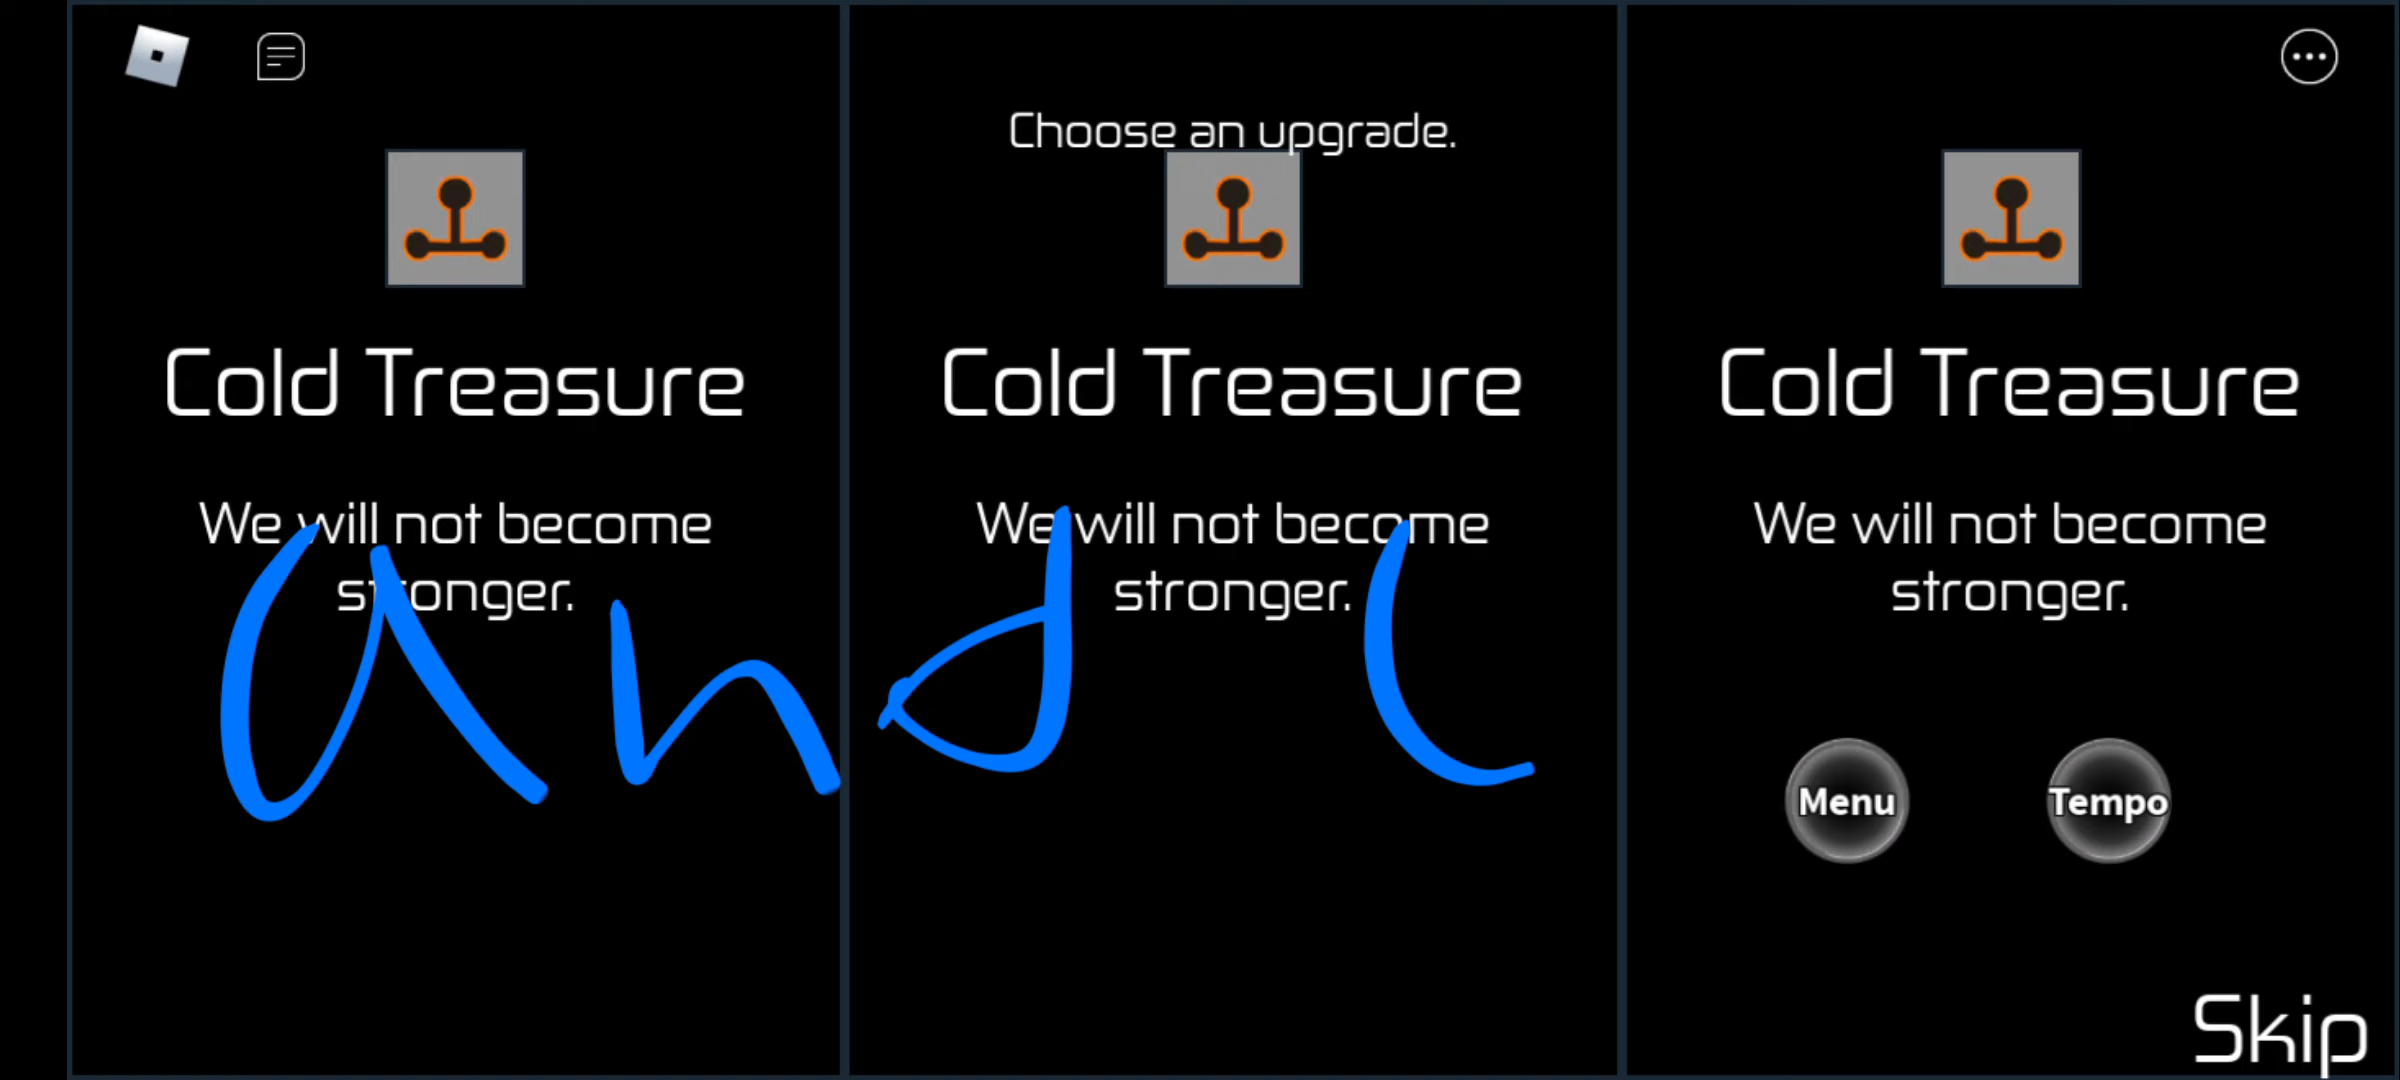 Choose an upgrade.
Cold Treasure
We will not become
stronger.
Cold Treasure
We will not become
stronger.
Cold Treasure
We will not become
stronger.
and (
Menu
Tempo
Skip